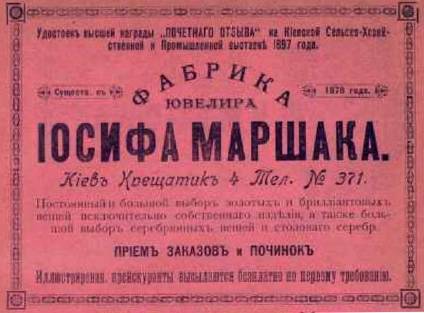 Удостоенъ высшей награды „ПОЧЕТНАГО ОТЗЫВА“ на Кіевской Сельско-Хозяй-
ственной и Промышленной выставкѣ 1897 года.
ФАБРИКА
Существ. съ
1878 года.
ЮВЕЛИРА
ІОСИФА МАРШАКА.
Кіевъ Крещатикъ 4 Тел. № 371.
Постоянный и большой выборъ золотыхъ и брилліантовыхъ
вещей исключительно собственнаго издѣлія, а также боль-
шой выборъ серебрянныхъ вещей и столоваго серебр.
ПРІЕМЪ ЗАКАЗОВЪ и ПОЧИНОКЪ
Иллюстрирован. прейскуранты высылаются безплатно по первому требованію.